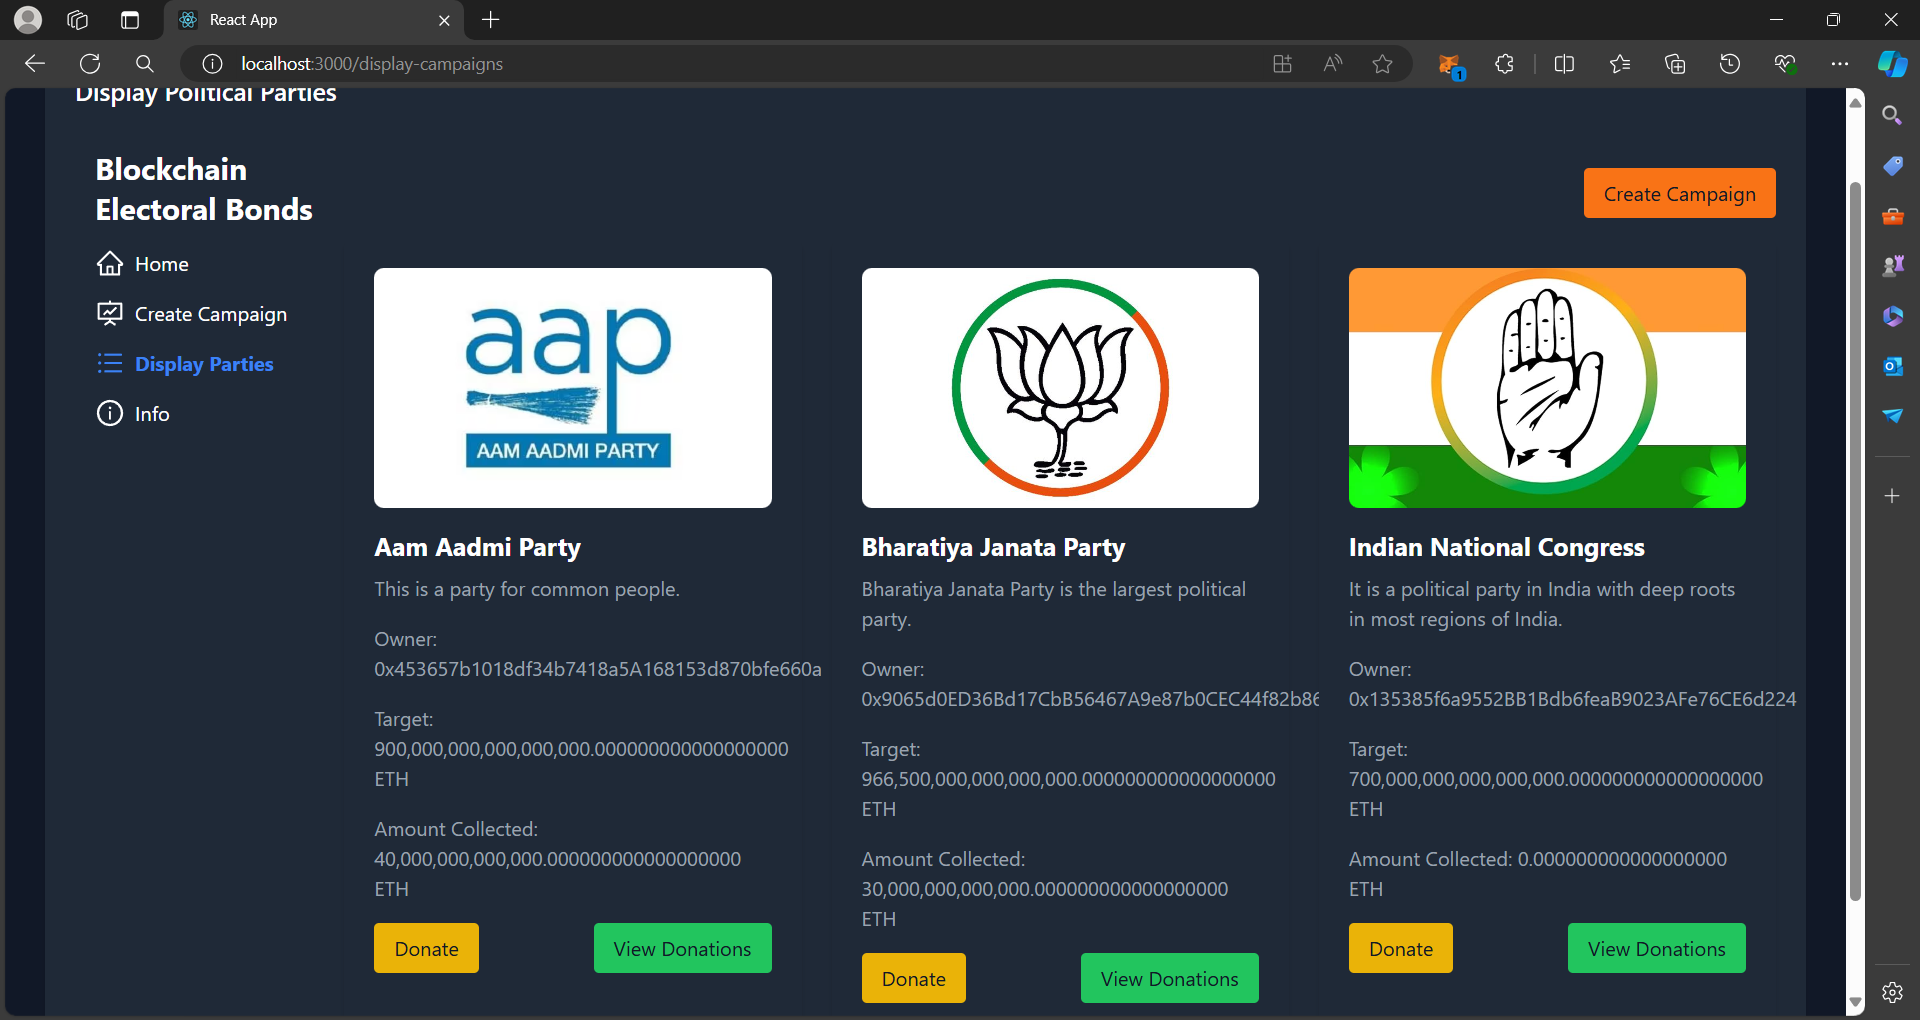 React App
localhost:3000/display-campaigns
1
Display Political Parties
Blockchain
Electoral Bonds
Create Campaign
Home
Create Campaign
Display Parties
Info
aap
AAM AADMI PARTY
Aam Aadmi Party
This is a party for common people.
Owner:
0x453657b1018df34b7418a5A168153d870bfe660a
Target:
900,000,000,000,000,000.000000000000000000
ETH
Amount Collected:
40,000,000,000,000.000000000000000000
ETH
Donate
View Donations
Bharatiya Janata Party
Bharatiya Janata Party is the largest political
party.
Owner:
0x9065d0ED36Bd17CbB56467A9e87b0CEC44f82b86
Target:
966,500,000,000,000,000.000000000000000000
ETH
Amount Collected:
30,000,000,000,000.000000000000000000
ETH
Donate
View Donations
Indian National Congress
It is a political party in India with deep roots
in most regions of India.
Owner:
0x135385f6a9552BB1Bdb6feaB9023AFe76CE6d224
Target:
700,000,000,000,000,000.000000000000000000
ETH
Amount Collected: 0.000000000000000000
ETH
Donate
View Donations